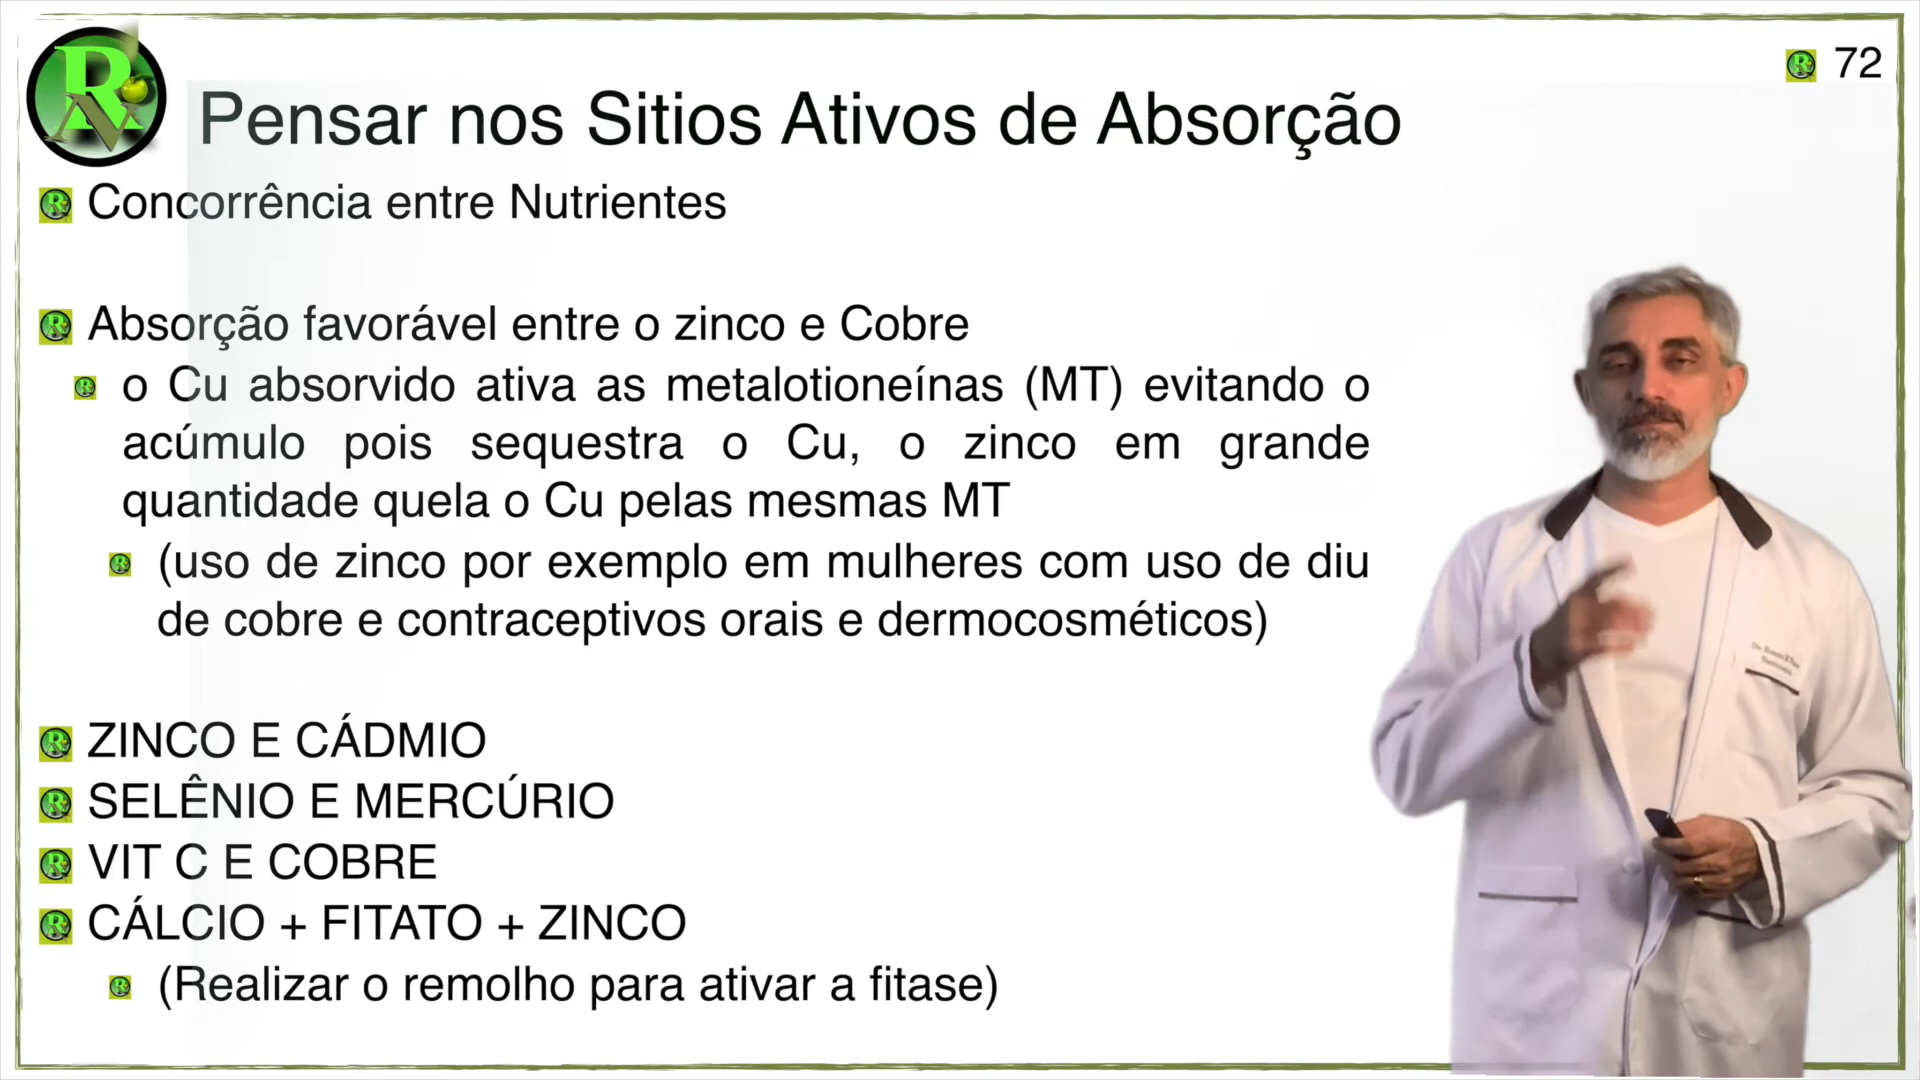 72
Pensar nos Sitios Ativos de Absorção
Concorrência entre Nutrientes
Absorção favorável entre o zinco e Cobre
o Cu absorvido ativa as metalotioneínas (MT) evitando o
acúmulo pois sequestra o Cu, o zinco em grande
quantidade quela o Cu pelas mesmas MT
(uso de zinco por exemplo em mulheres com uso de diu
de cobre e contraceptivos orais e dermocosméticos)
ZINCO E CÁDMIO
SELÊNIO E MERCÚRIO
VIT C E COBRE
CÁLCIO + FITATO + ZINCO
(Realizar o remolho para ativar a fitase)